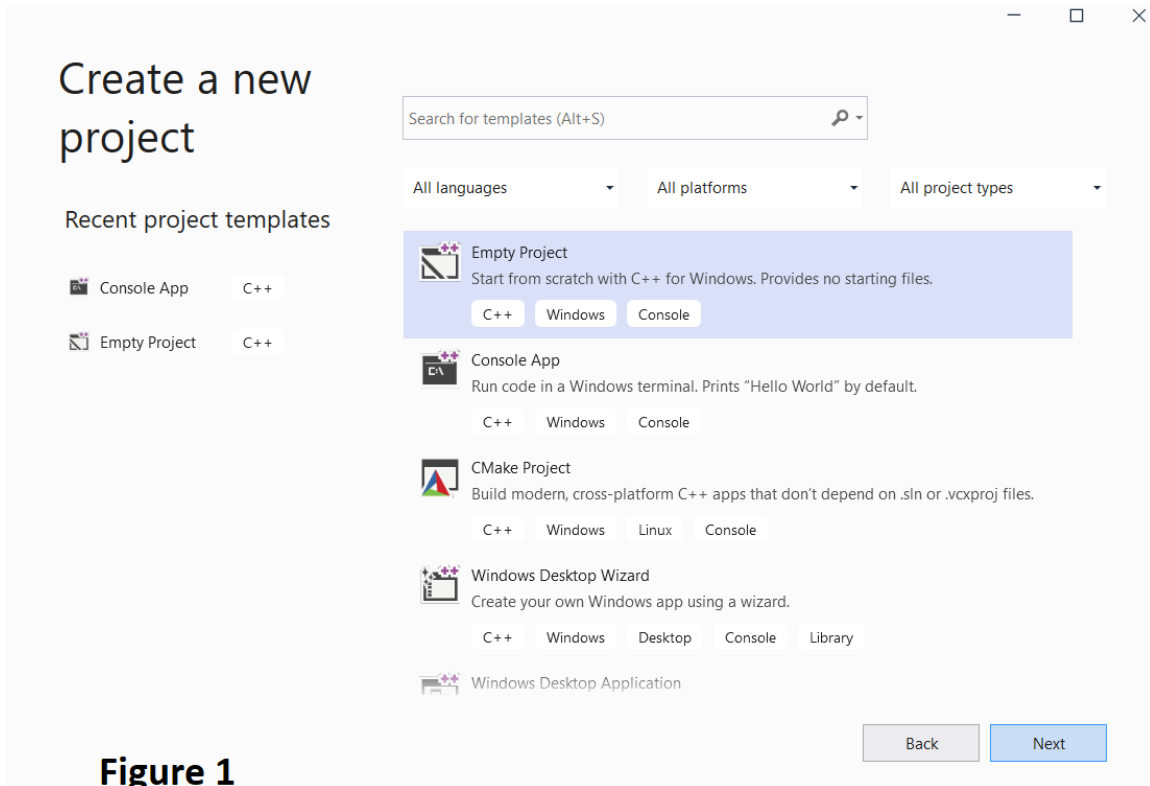 Create a new
project
Search for templates (Alt+S)
All languages
All platforms
All project types
Recent project templates
Console App
C++
Empty Project
C++
Empty Project
Start from scratch with C++ for Windows. Provides no starting files.
C++
Windows
Console
Console App
Run code in a Windows terminal. Prints “Hello World” by default.
C++
Windows
Console
CMake Project
Build modern, cross-platform C++ apps that don’t depend on .sln or .vcxproj files.
C++
Windows
Linux
Console
Windows Desktop Wizard
Create your own Windows app using a wizard.
C++
Windows
Desktop
Console
Library
Windows Desktop Application
Back
Next
Figure 1